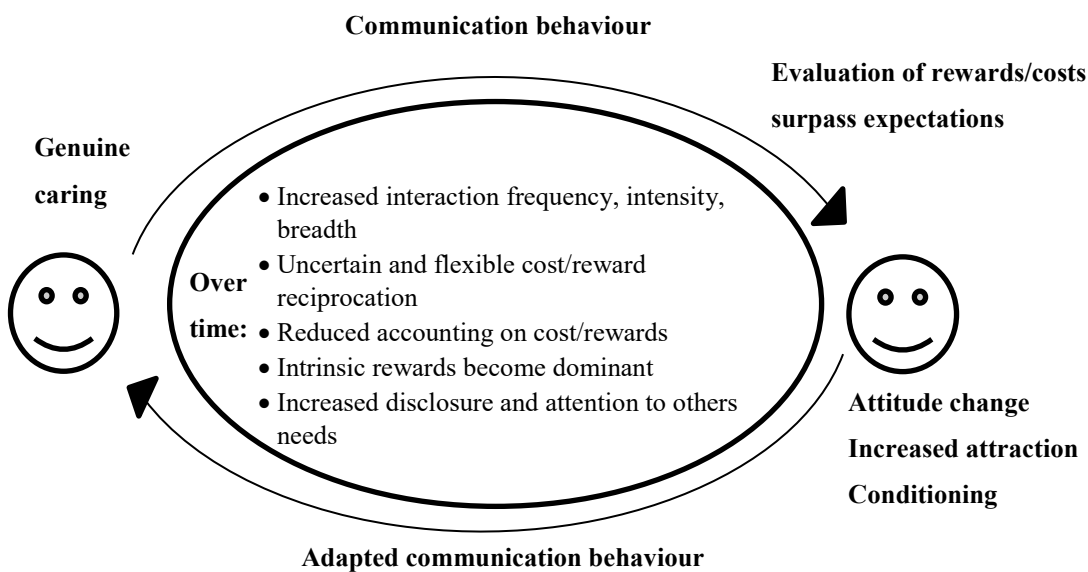 Communication behaviour
Evaluation of rewards/costs
surpass expectations
Genuine
caring
Over
time:
• Increased interaction frequency, intensity,
breadth
• Uncertain and flexible cost/reward
reciprocation
• Reduced accounting on cost/rewards
• Intrinsic rewards become dominant
• Increased disclosure and attention to others
needs
Attitude change
Increased attraction
Conditioning
Adapted communication behaviour